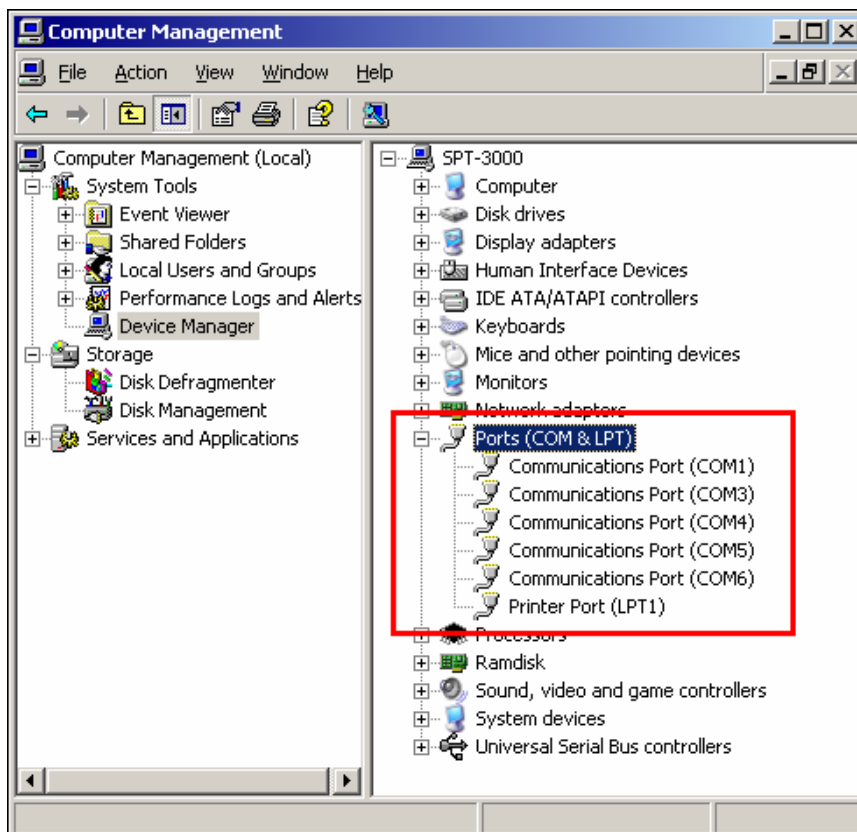 Computer Management
File Action View Window Help
Computer Management (Local)
System Tools
Event Viewer
Shared Folders
Local Users and Groups
Performance Logs and Alerts
Device Manager
Storage
Disk Defragmenter
Disk Management
Services and Applications
SPT-3000
Computer
Disk drives
Display adapters
Human Interface Devices
IDE ATA/ATAPI controllers
Keyboards
Mice and other pointing devices
Monitors
Network adapters
Ports (COM & LPT)
Communications Port (COM1)
Communications Port (COM3)
Communications Port (COM4)
Communications Port (COM5)
Communications Port (COM6)
Printer Port (LPT1)
Processors
Ramdisk
Sound, video and game controllers
System devices
Universal Serial Bus controllers